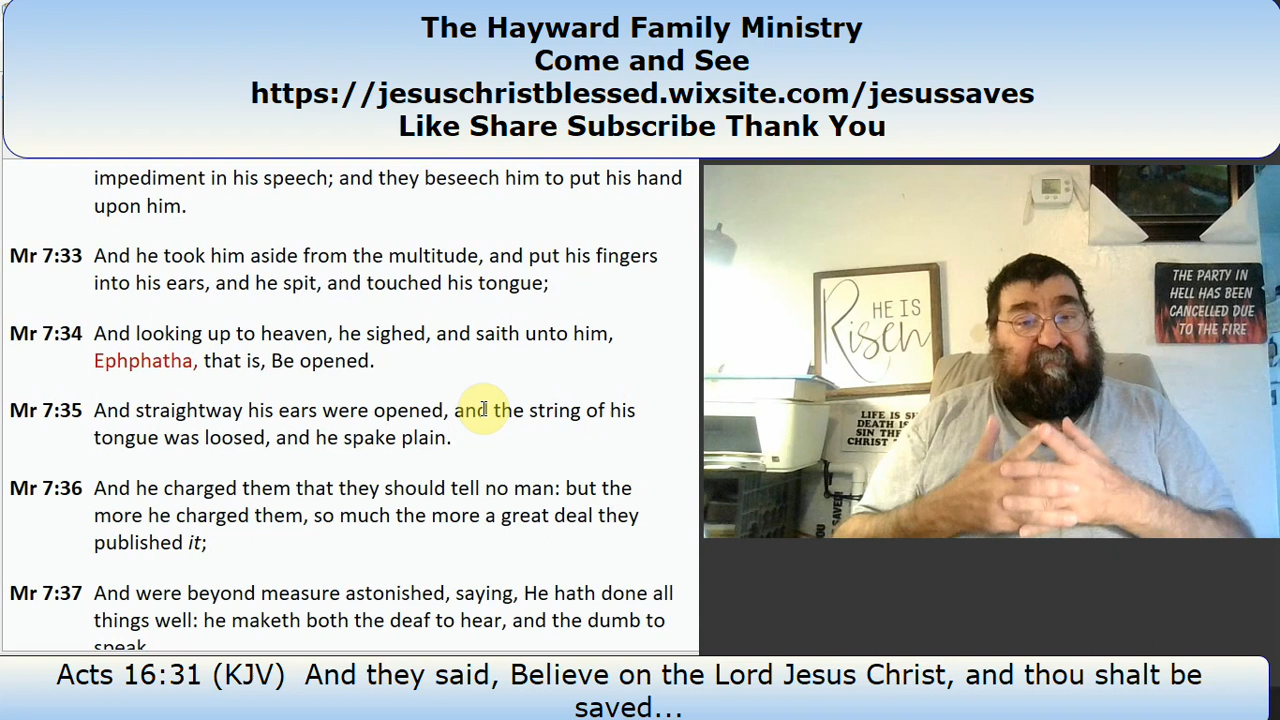 The Hayward Family Ministry
Come and See
https://jesuschristblessed.wixsite.com/jesussaves
Like Share Subscribe Thank You
impediment in his speech; and they beseech him to put his hand
upon him.
Mr 7:33 And he took him aside from the multitude, and put his fingers
into his ears, and he spit, and touched his tongue;
Mr 7:34 And looking up to heaven, he sighed, and saith unto him,
Ephphatha, that is, Be opened.
Mr 7:35 And straightway his ears were opened, and the string of his
tongue was loosed, and he spake plain.
Mr 7:36 And he charged them that they should tell no man: but the
more he charged them, so much the more a great deal they
published it;
Mr 7:37 And were beyond measure astonished, saying, He hath done all
things well: he maketh both the deaf to hear, and the dumb to
speak.
HE IS
Risen
THE PARTY IN
HELL HAS BEEN
CANCELLED DUE
TO THE FIRE
LIFE IS
DEATH IS
SIN
CHRIST
SAVED
Acts 16:31 (KJV) And they said, Believe on the Lord Jesus Christ, and thou shalt be
saved...